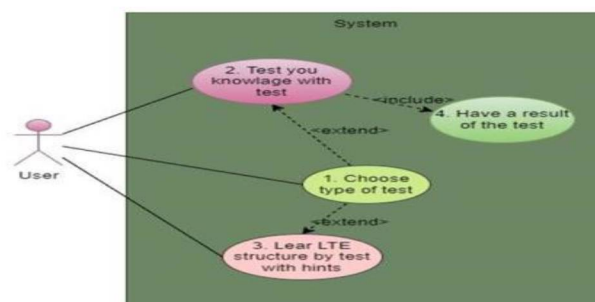 System
2. Test you
knowlage with
test
<include>
4. Have a result
of the test
<extend>
User
1. Choose
type of test
<extend>
3. Lear LTE
structure by test
with hints